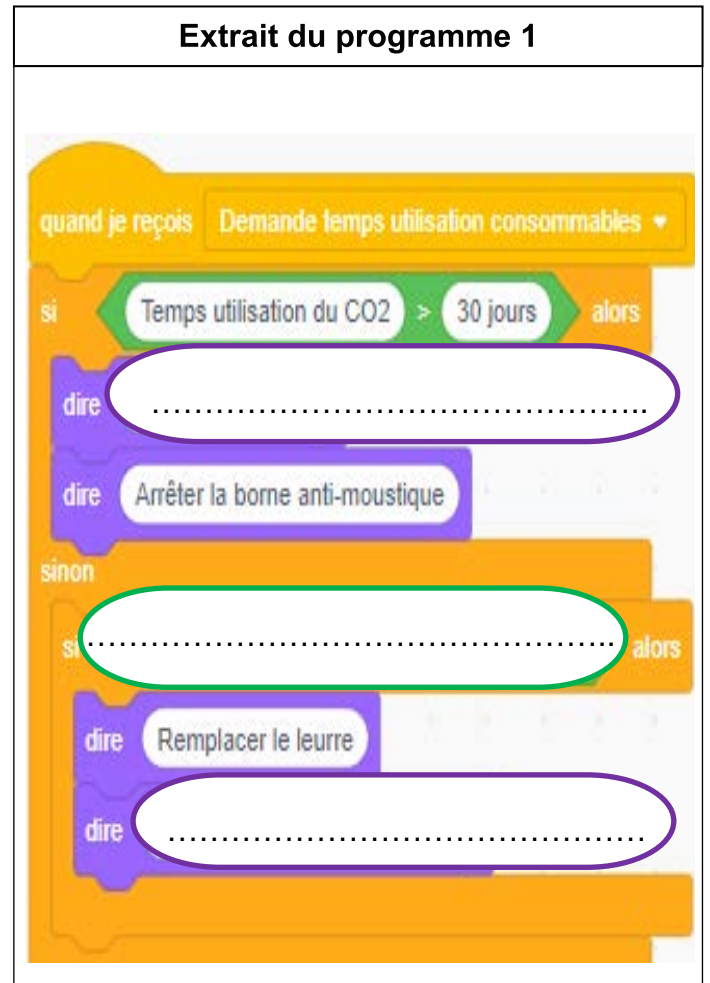 Extrait du programme 1
quand je reçois Demande temps utilisation consommables
si Temps utilisation du CO2 > 30 jours alors
dire …………………………………………..
dire Arrêter la borne anti-moustique
sinon
si ………………………………………….. alors
dire Remplacer le leurre
dire …………………………………………